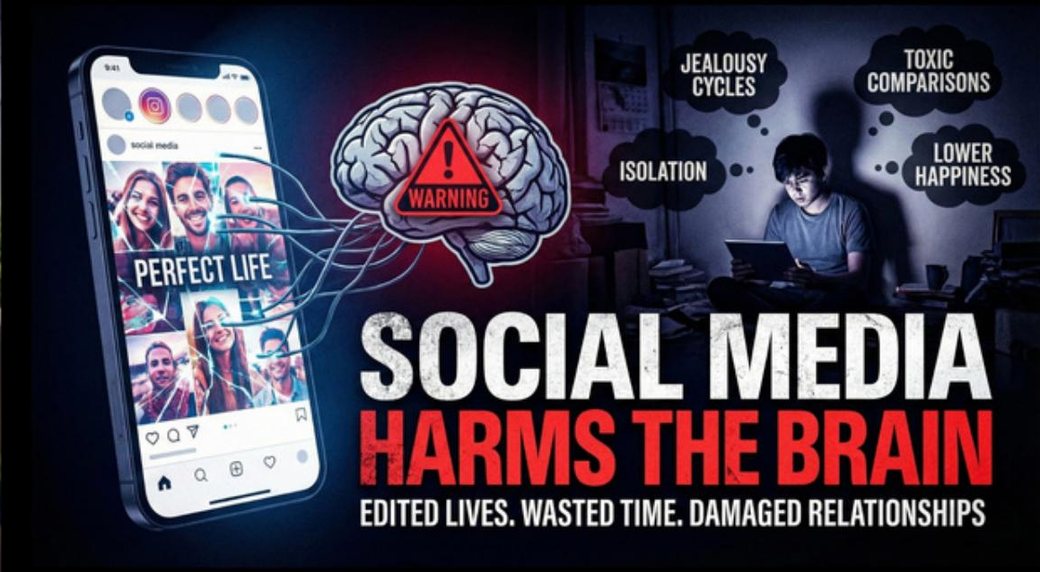 9:41
social media
PERFECT LIFE
WARNING
JEALOUSY
CYCLES
TOXIC
COMPARISONS
ISOLATION
LOWER
HAPPINESS
SOCIAL MEDIA
HARMS THE BRAIN
EDITED LIVES. WASTED TIME. DAMAGED RELATIONSHIPS